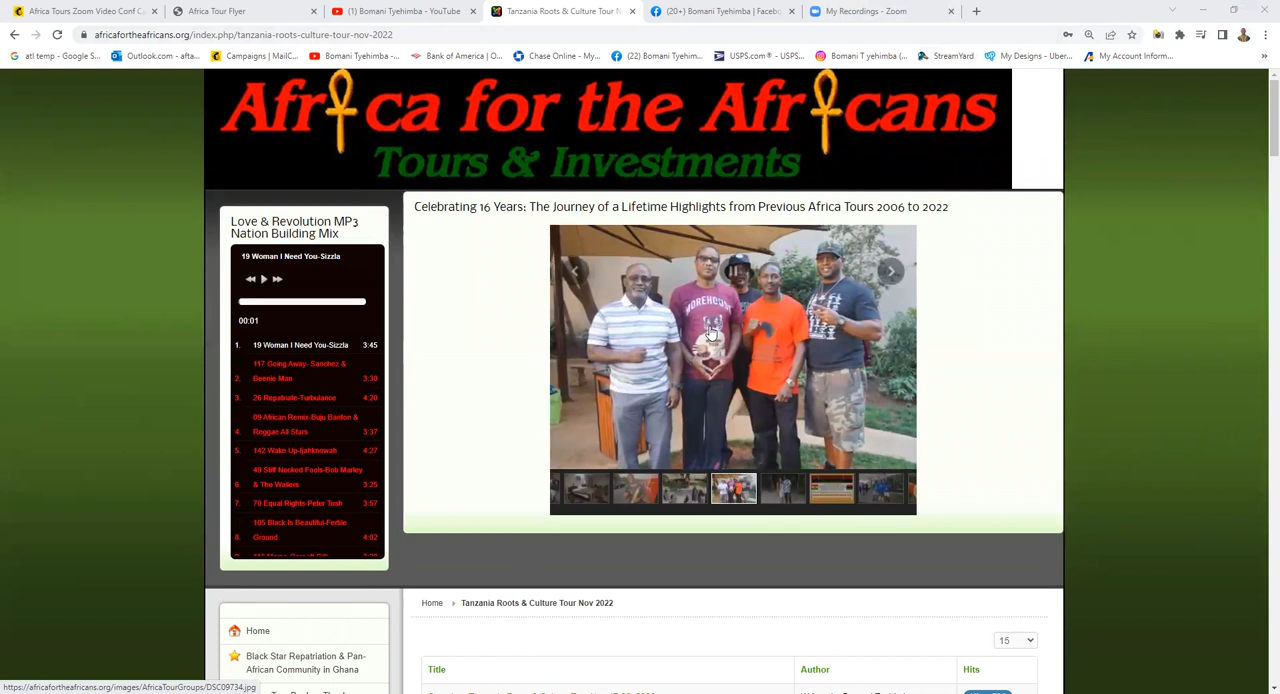 Africa Tours Zoom Video Conf Ca
Africa Tour Flyer
(1) Bomani Tyehimba - YouTube
Tanzania Roots & Culture Tour N
(20+) Bomani Tyehimba | Facebo
My Recordings - Zoom
africafortheafricans.org/index.php/tanzania-roots-culture-tour-nov-2022
atl temp - Google S...
Outlook.com - afta...
Campaigns | MailC...
Bomani Tyehimba -...
Bank of America | O...
Chase Online - My...
(22) Bomani Tyehim...
USPS.com® - USPS...
Bomani T yehimba (...
StreamYard
My Designs - Uber...
My Account Inform...
Africa for the Africans
Tours & Investments
Love & Revolution MP3
Nation Building Mix
19 Woman I Need You-Sizzla
00:01
1. 19 Woman I Need You-Sizzla 3:45
117 Going Away- Sanchez &
2. Beenie Man 3:30
3. 26 Repatriate-Turbulance 4:20
09 African Remix-Buju Banton &
4. Reggae All Stars 3:37
5. 142 Wake Up-Ijahknowah 4:27
49 Stiff Necked Fools-Bob Marley
6. & The Wailers 3:25
7. 70 Equal Rights-Peter Tosh 3:57
105 Black Is Beautiful-Fertile
8. Ground 4:02
Celebrating 16 Years: The Journey of a Lifetime Highlights from Previous Africa Tours 2006 to 2022
MOREHOUSE
Home
Tanzania Roots & Culture Tour Nov 2022
15
Title Author Hits
Home
Black Star Repatriation & Pan-
African Community in Ghana
https://africafortheafricans.org/images/AfricaTourGroups/DSC09734.jpg